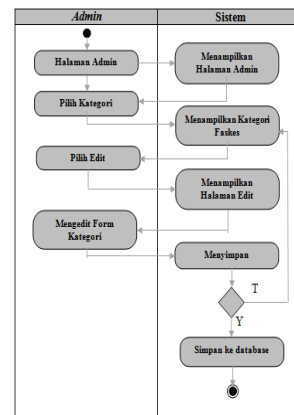 Admin
Sistem
Halaman Admin
Menampilkan
Halaman Admin
Pilih Kategori
Menampilkan Kategori
Faskes
Pilih Edit
Menampilkan
Halaman Edit
Mengedit Form
Kategori
Menyimpan
T
Y
Simpan ke database